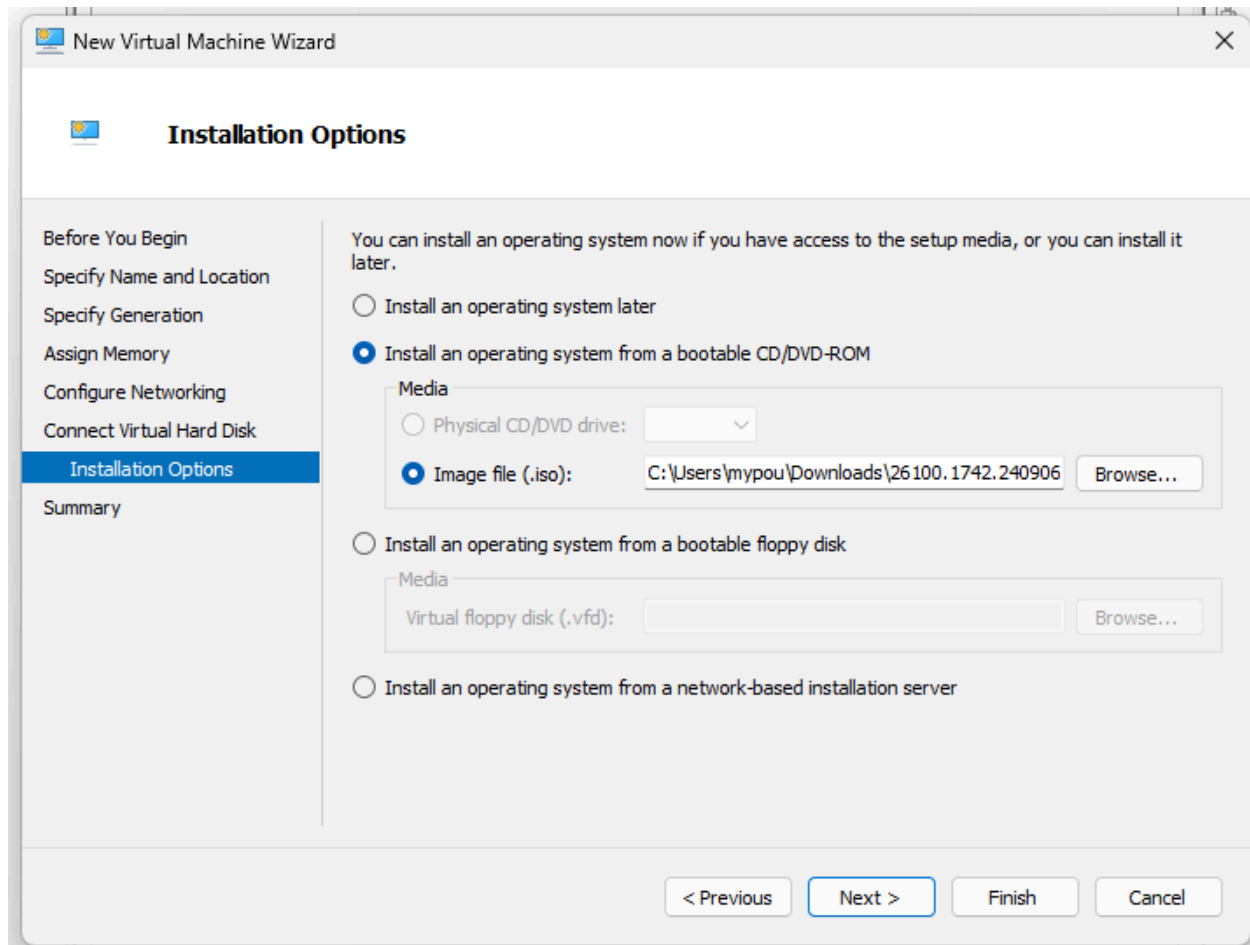 New Virtual Machine Wizard
Installation Options
Before You Begin
Specify Name and Location
Specify Generation
Assign Memory
Configure Networking
Connect Virtual Hard Disk
Installation Options
Summary
You can install an operating system now if you have access to the setup media, or you can install it
later.
Install an operating system later
Install an operating system from a bootable CD/DVD-ROM
Media
Physical CD/DVD drive:
Image file (.iso):
C:\Users\mypou\Downloads\26100.1742.240906
Browse...
Install an operating system from a bootable floppy disk
Media
Virtual floppy disk (.vfd):
Browse...
Install an operating system from a network-based installation server
< Previous
Next >
Finish
Cancel